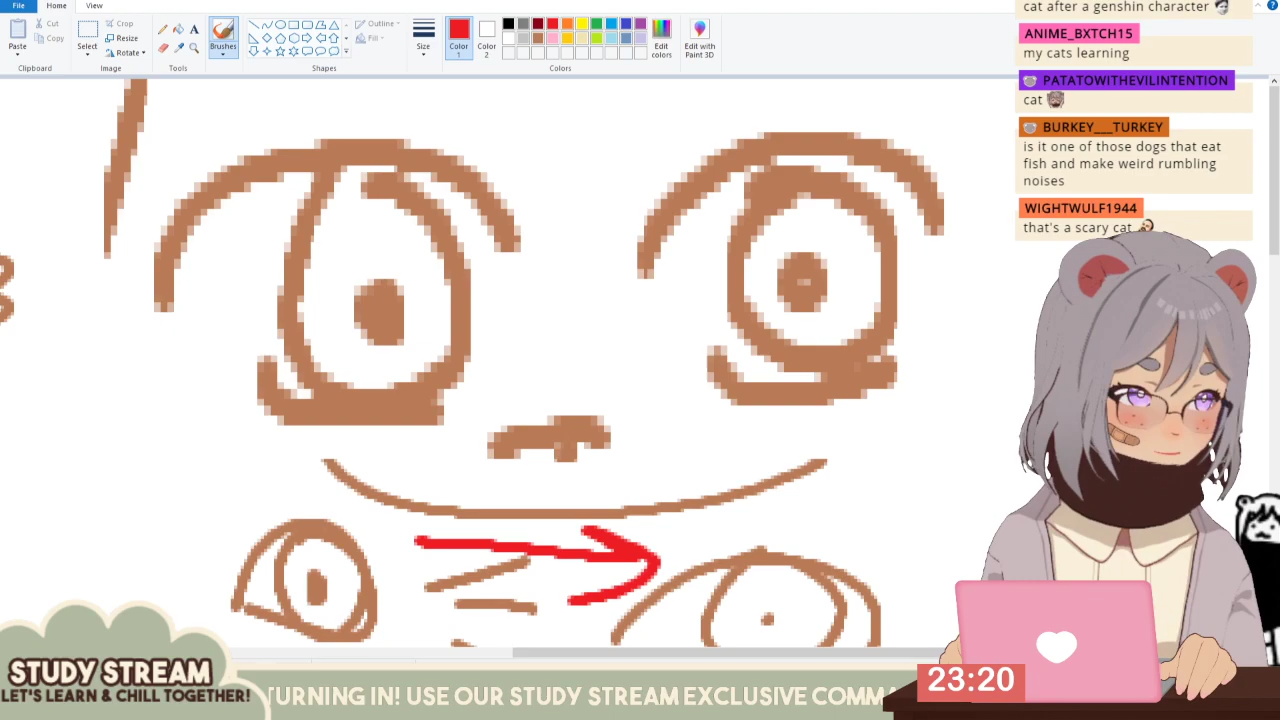 File
Home
View
Cut
Copy
Paste
Clipboard
Crop
Resize
Rotate
Select
Image
Tools
Brushes
Outline
Fill
Shapes
Size
Color
1
Color
2
Edit
colors
Colors
Edit with
Paint 3D
cat after a genshin character
ANIME_BXTCH15
my cats learning
PATATOWITHEVILINTENTION
cat
BURKEY___TURKEY
is it one of those dogs that eat
fish and make weird rumbling
noises
WIGHTWULF1944
that's a scary cat
STUDY STREAM
LET'S LEARN & CHILL TOGETHER!
TURNING IN! USE OUR STUDY STREAM EXCLUSIVE COMMA
23:20